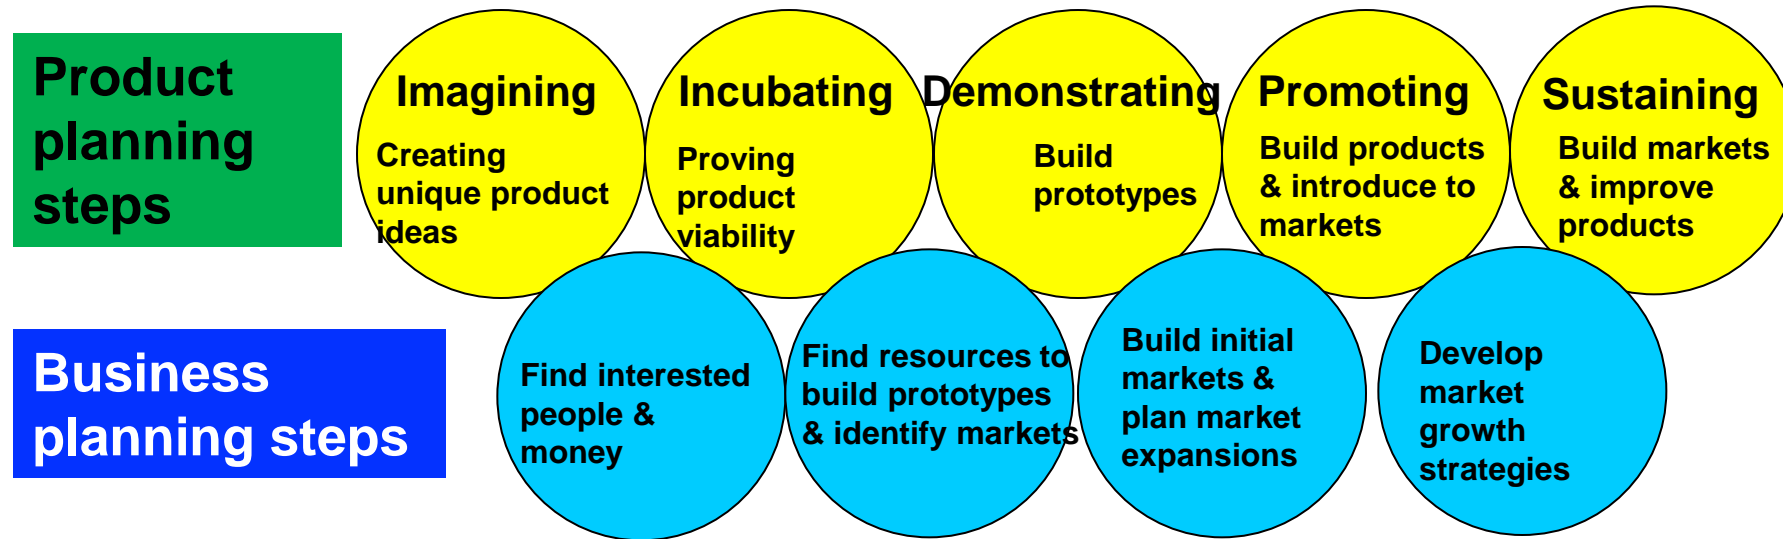 Product
planning
steps
Imagining
Creating
unique product
ideas
Incubating
Proving
product
viability
Demonstrating
Build
prototypes
Promoting
Build products
& introduce to
markets
Sustaining
Build markets
& improve
products
Business
planning steps
Find interested
people &
money
Find resources to
build prototypes
& identify markets
Build initial
markets &
plan market
expansions
Develop
market
growth
strategies